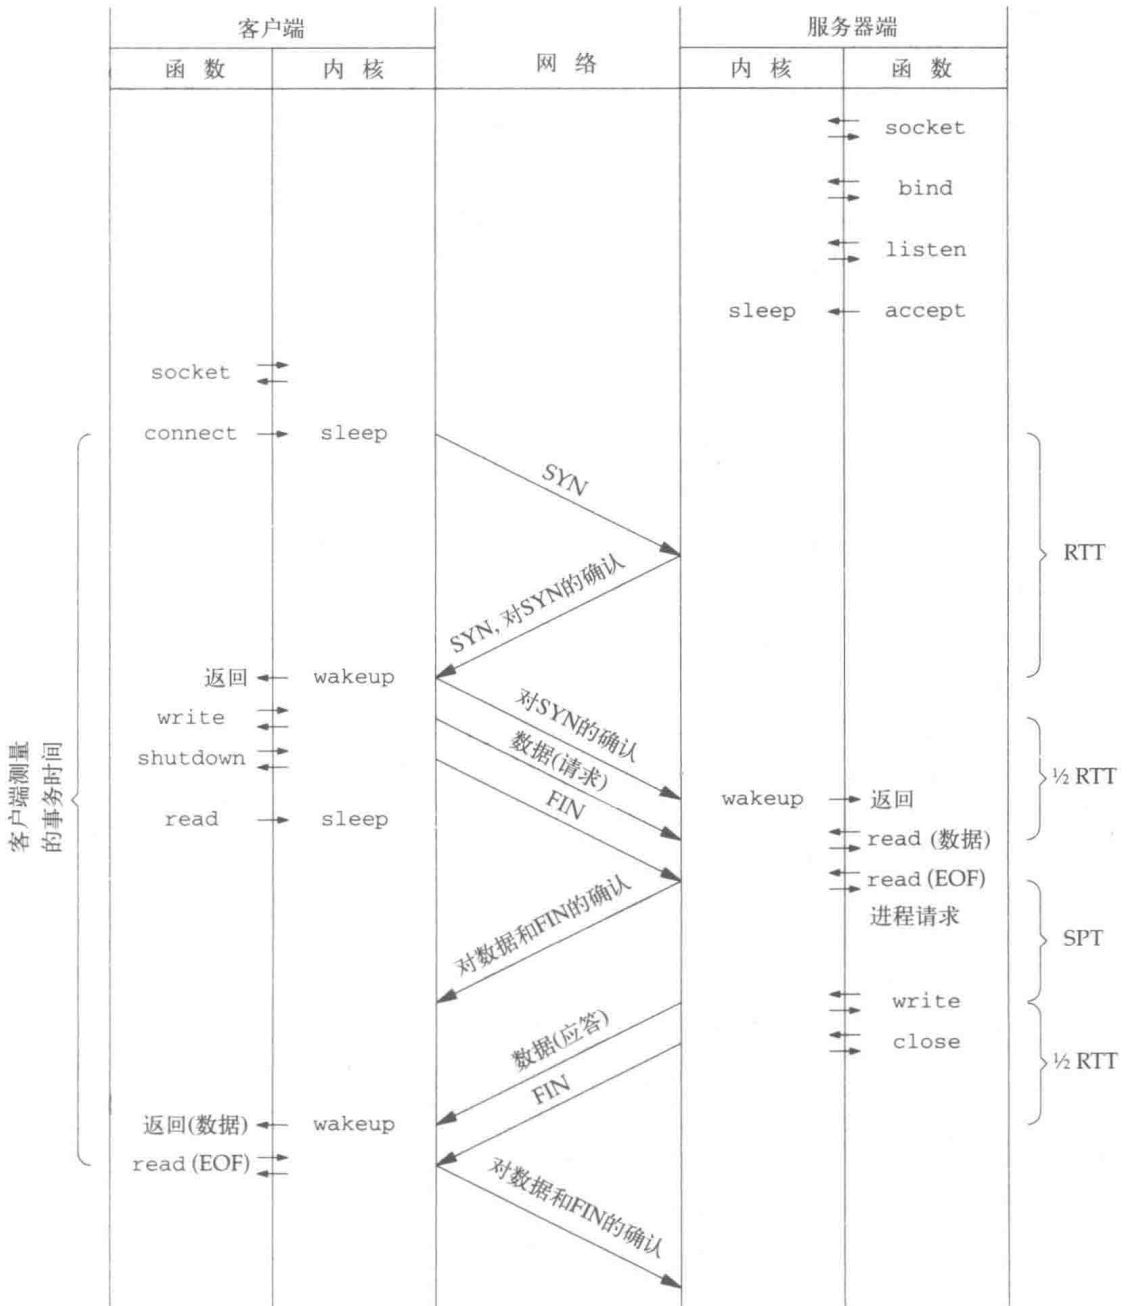 客户端
服务器端
函 数
内 核
网 络
内 核
函 数
socket
bind
listen
sleep
accept
socket
connect
sleep
SYN
RTT
SYN, 对SYN的确认
返回
wakeup
write
对SYN的确认
shutdown
数据(请求)
½ RTT
FIN
wakeup
返回
read
sleep
read (数据)
客户端测量
的事务时间
read (EOF)
进程请求
对数据和FIN的确认
SPT
write
数据(应答)
close
FIN
½ RTT
返回(数据)
wakeup
read (EOF)
对数据和FIN的确认